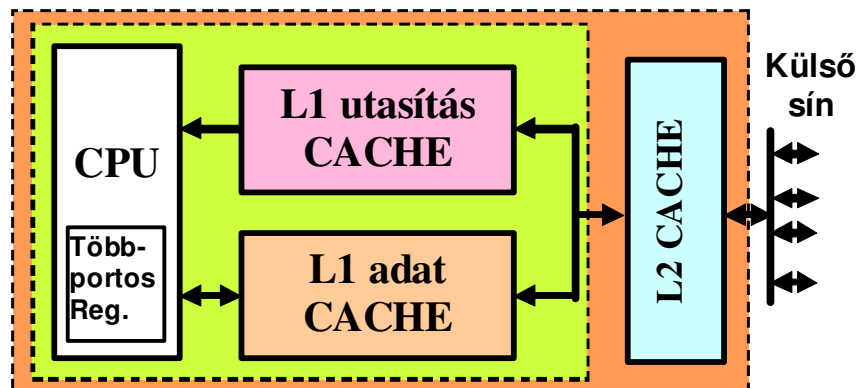 CPU
Több-
portos
Reg.
L1 utasítás
CACHE
L1 adat
CACHE
L2 CACHE
Külső
sín